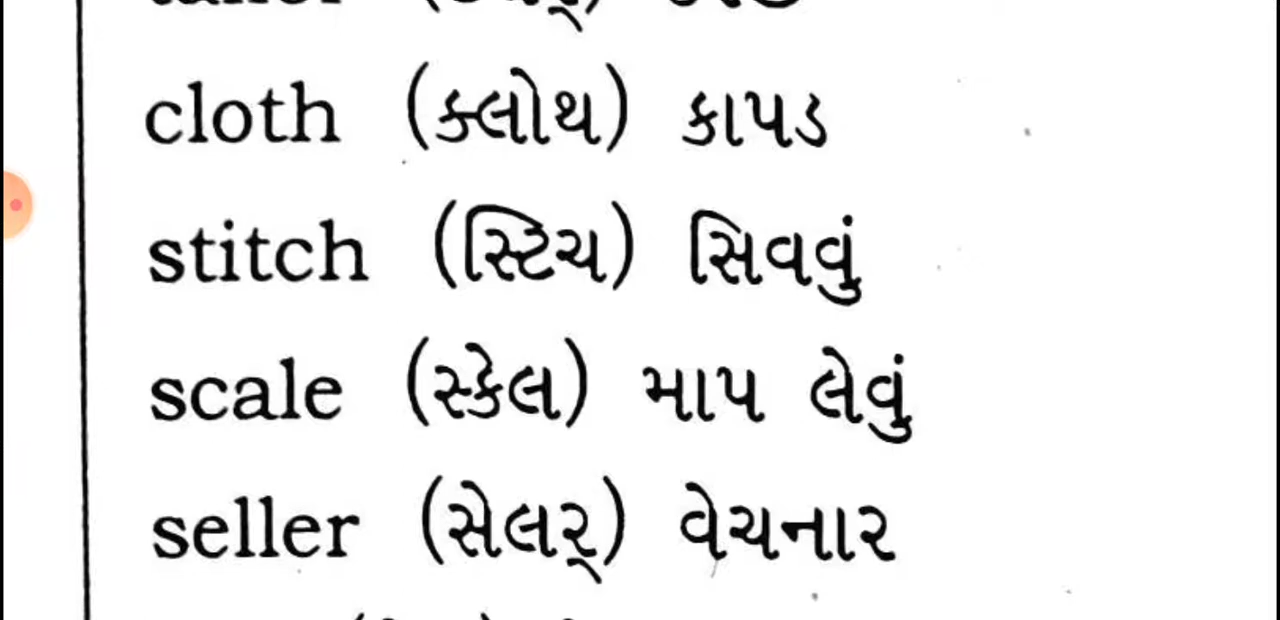 cloth (ક્લોથ) કાપડ
stitch (સ્ટિચ) સિવવું
scale (સ્કેલ) માપ લેવું
seller (સેલર્) વેચનાર